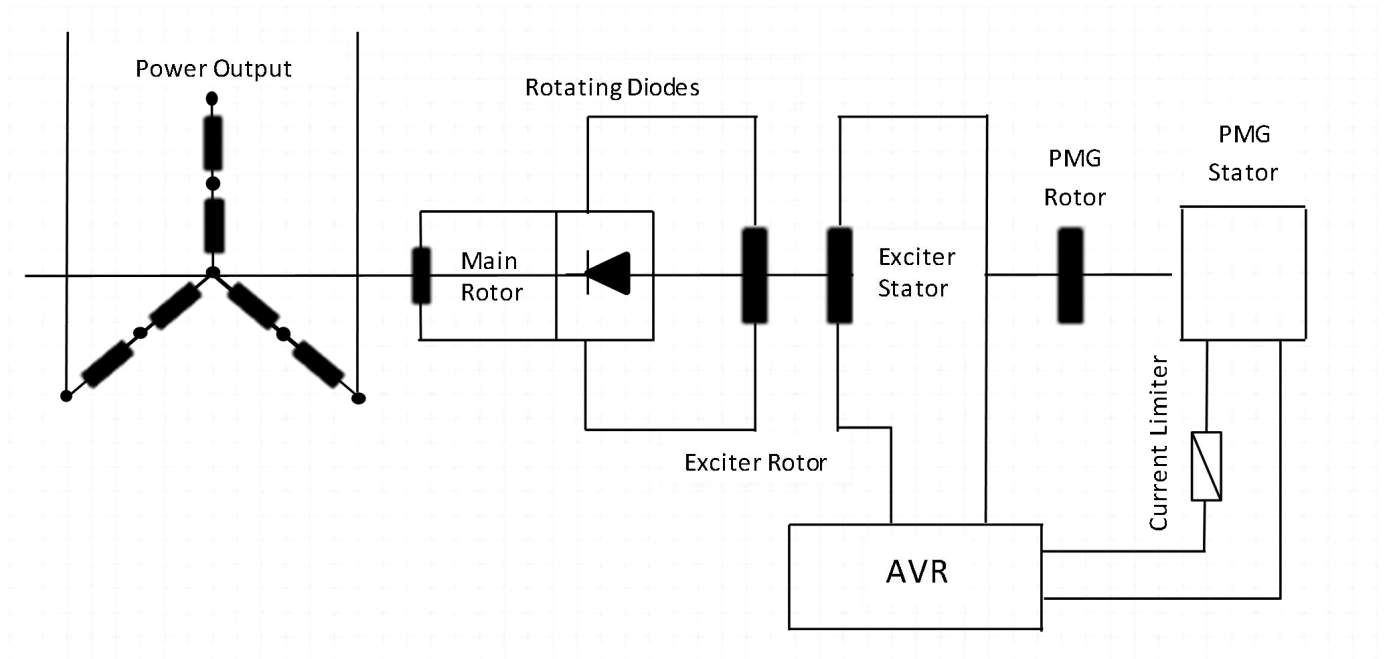 Power Output
Rotating Diodes
PMG
Stator
PMG
Rotor
Main
Rotor
Exciter
Stator
Current Limiter
Exciter Rotor
AVR